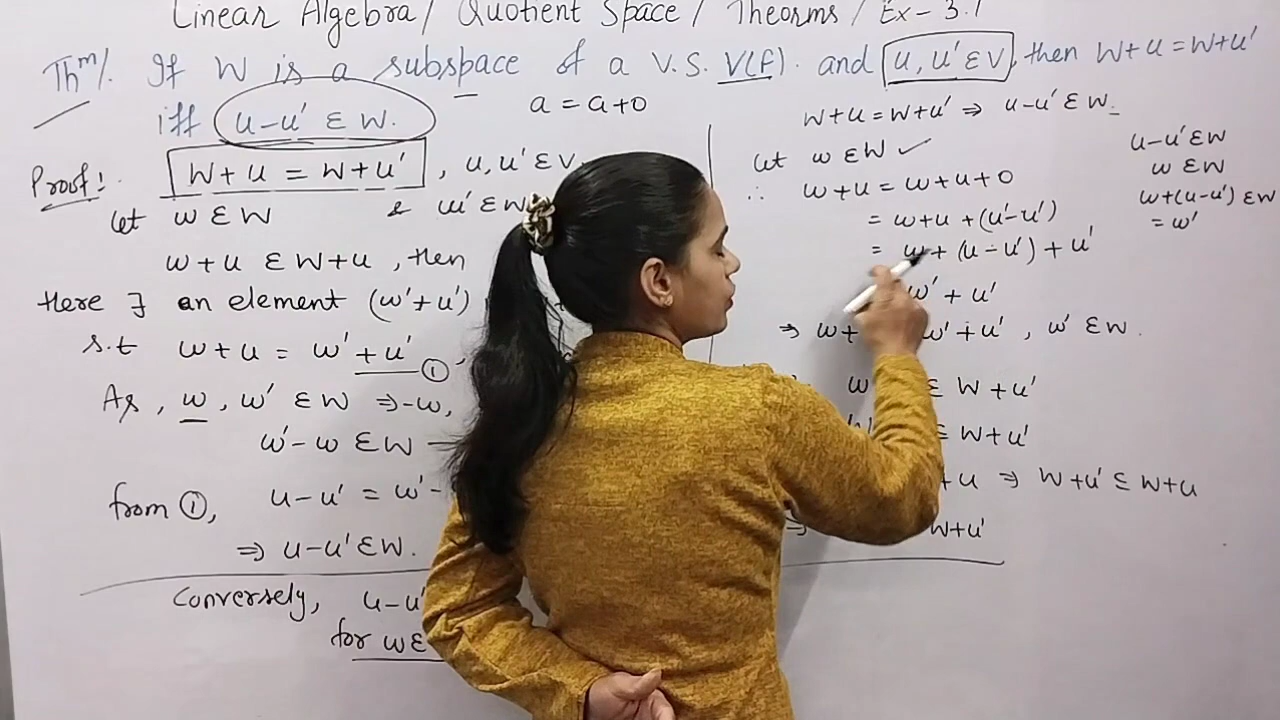 Linear Algebra / Quotient Space / Theorms / Ex-3.1
Thm/. If W is a subspace of a V.S. V(F). and u, u' ∈ V, then W+u = W+u'
iff u-u' ∈ W.
a = a+0
Proof!. W+u = W+u', u, u' ∈ V.
let w ∈ W & w' ∈ W
w+u ∈ W+u, then
there ∃ an element (w'+u')
s.t w+u = w'+u' ①
As, w, w' ∈ W ⇒ -w,
w'-w ∈ W
from ①, u-u' = w'-
⇒ u-u' ∈ W.
Conversely, u-u'
for w ∈
W+u = W+u' ⇒ u-u' ∈ W.
let w ∈ W ✓
∴ w+u = w+u+0
= w+u+(u'-u')
= w+(u-u')+u'
w'+u'
⇒ w+ w'+u', w' ∈ W.
w ∈ W+u'
⊆ W+u'
+u ⇒ W+u' ⊆ W+u
⇒ W+u'
u-u' ∈ W
w ∈ W
w+(u-u') ∈ W
= w'